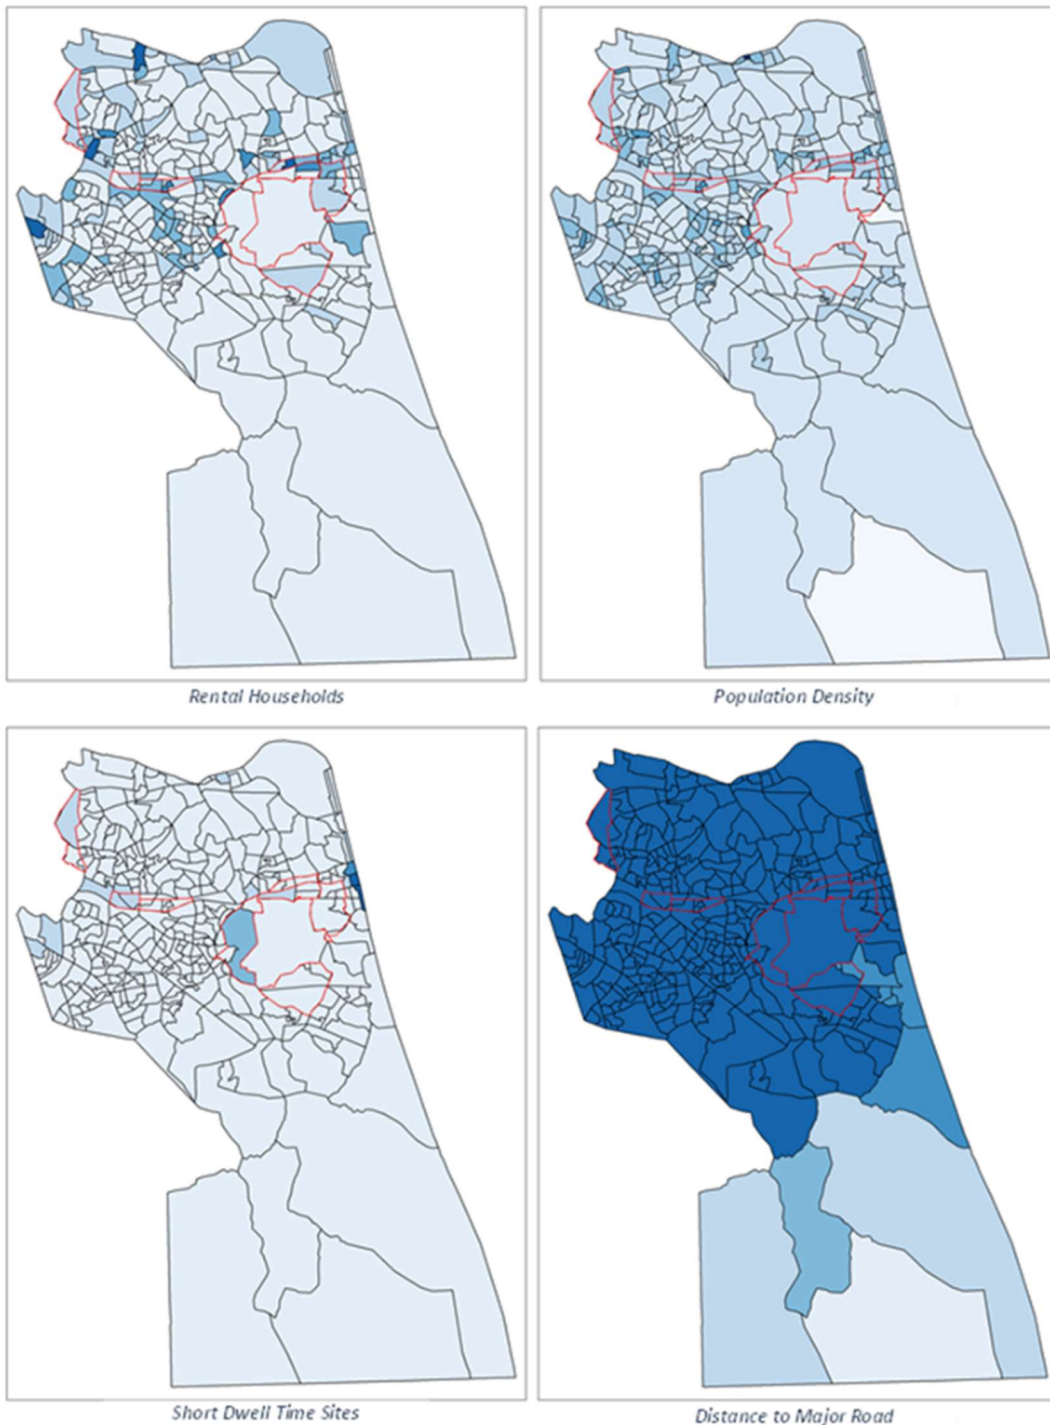 Rental Households
Population Density
Short Dwell Time Sites
Distance to Major Road